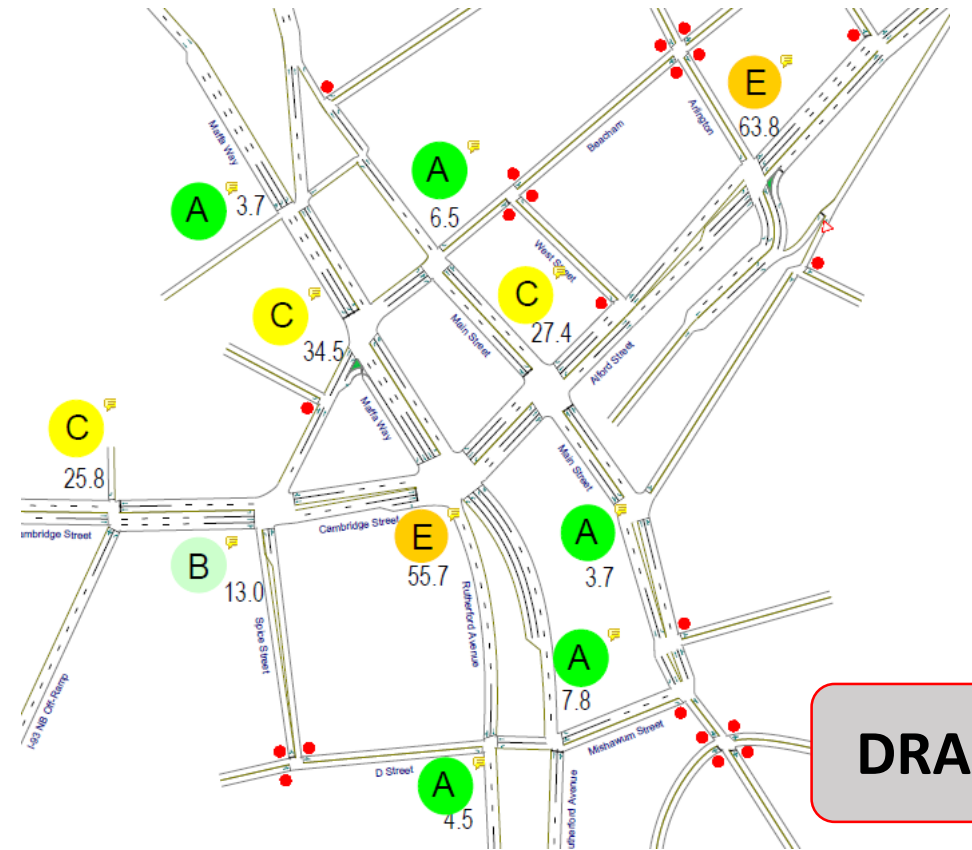 E
63.8
Arlington
Beacham
Maffa Way
A
6.5
A
3.7
West Street
C
27.4
C
34.5
Main Street
Alford Street
Maffa Way
C
25.8
Main Street
ambridge Street
Cambridge Street
E
55.7
A
3.7
B
13.0
Rutherford Avenue
Spice Street
A
7.8
I-93 NB Off-Ramp
Mishawum Street
DRA
D Street
A
4.5
utherford Avenue